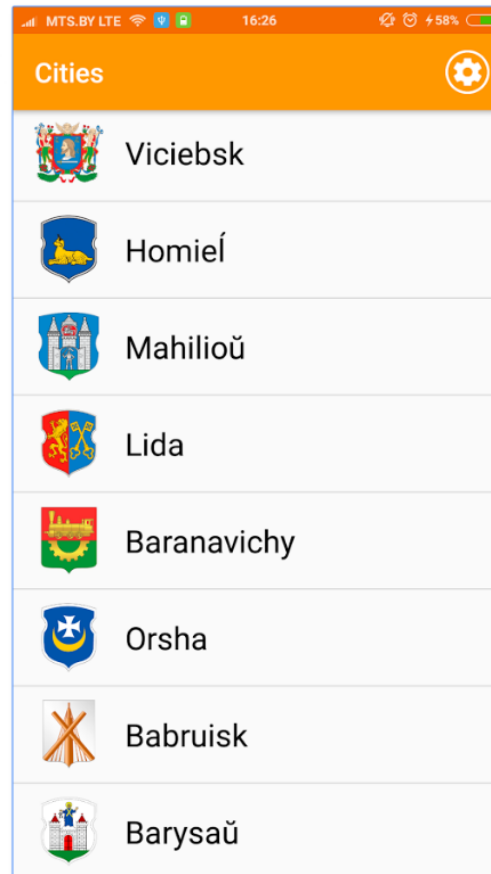 MTS.BY LTE 16:26 58%
Cities
Viciebsk
Homieĺ
Mahilioŭ
Lida
Baranavichy
Orsha
Babruisk
Barysaŭ